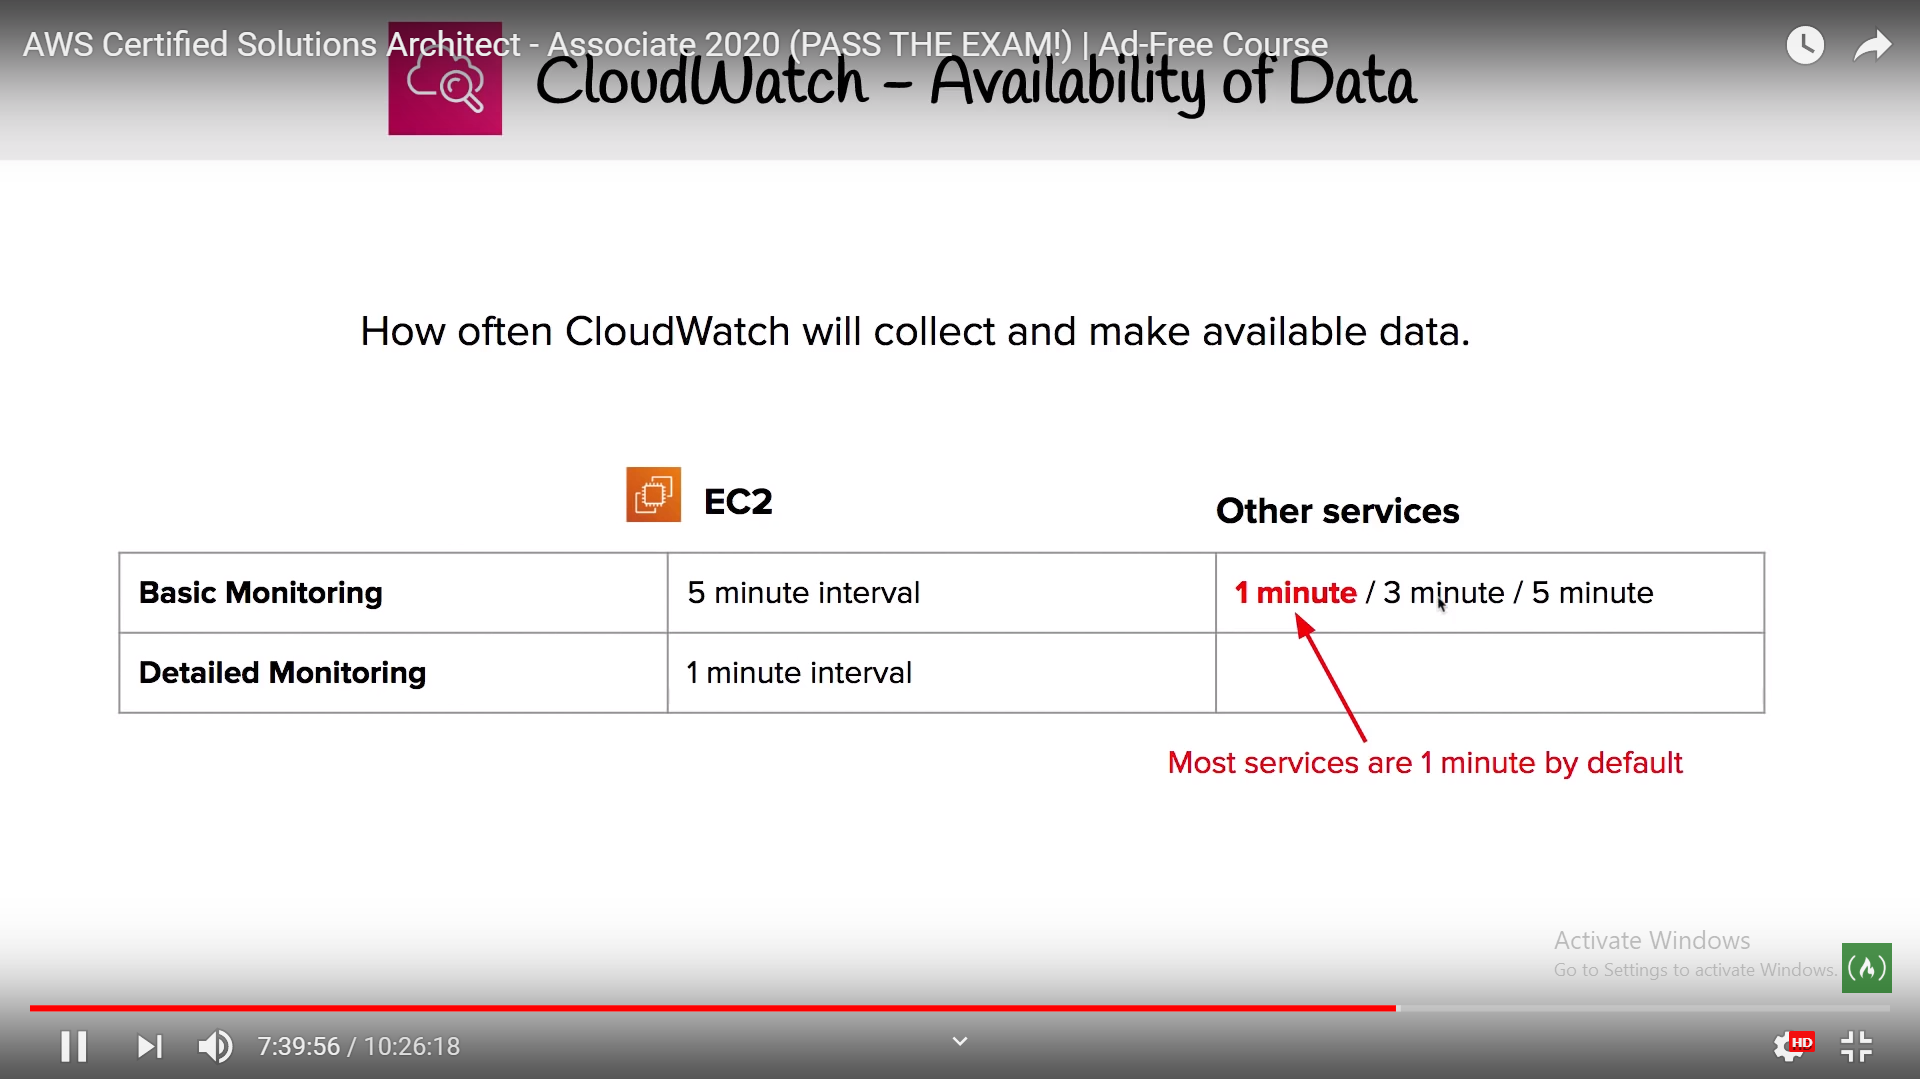 AWS Certified Solutions Architect - Associate 2020 (PASS THE EXAM!) | Ad-Free Course
CloudWatch – Availability of Data
How often CloudWatch will collect and make available data.
EC2
Other services
Basic Monitoring
5 minute interval
1 minute / 3 minute / 5 minute
Detailed Monitoring
1 minute interval
Most services are 1 minute by default
Activate Windows
Go to Settings to activate Windows.
7:39:56 / 10:26:18
HD